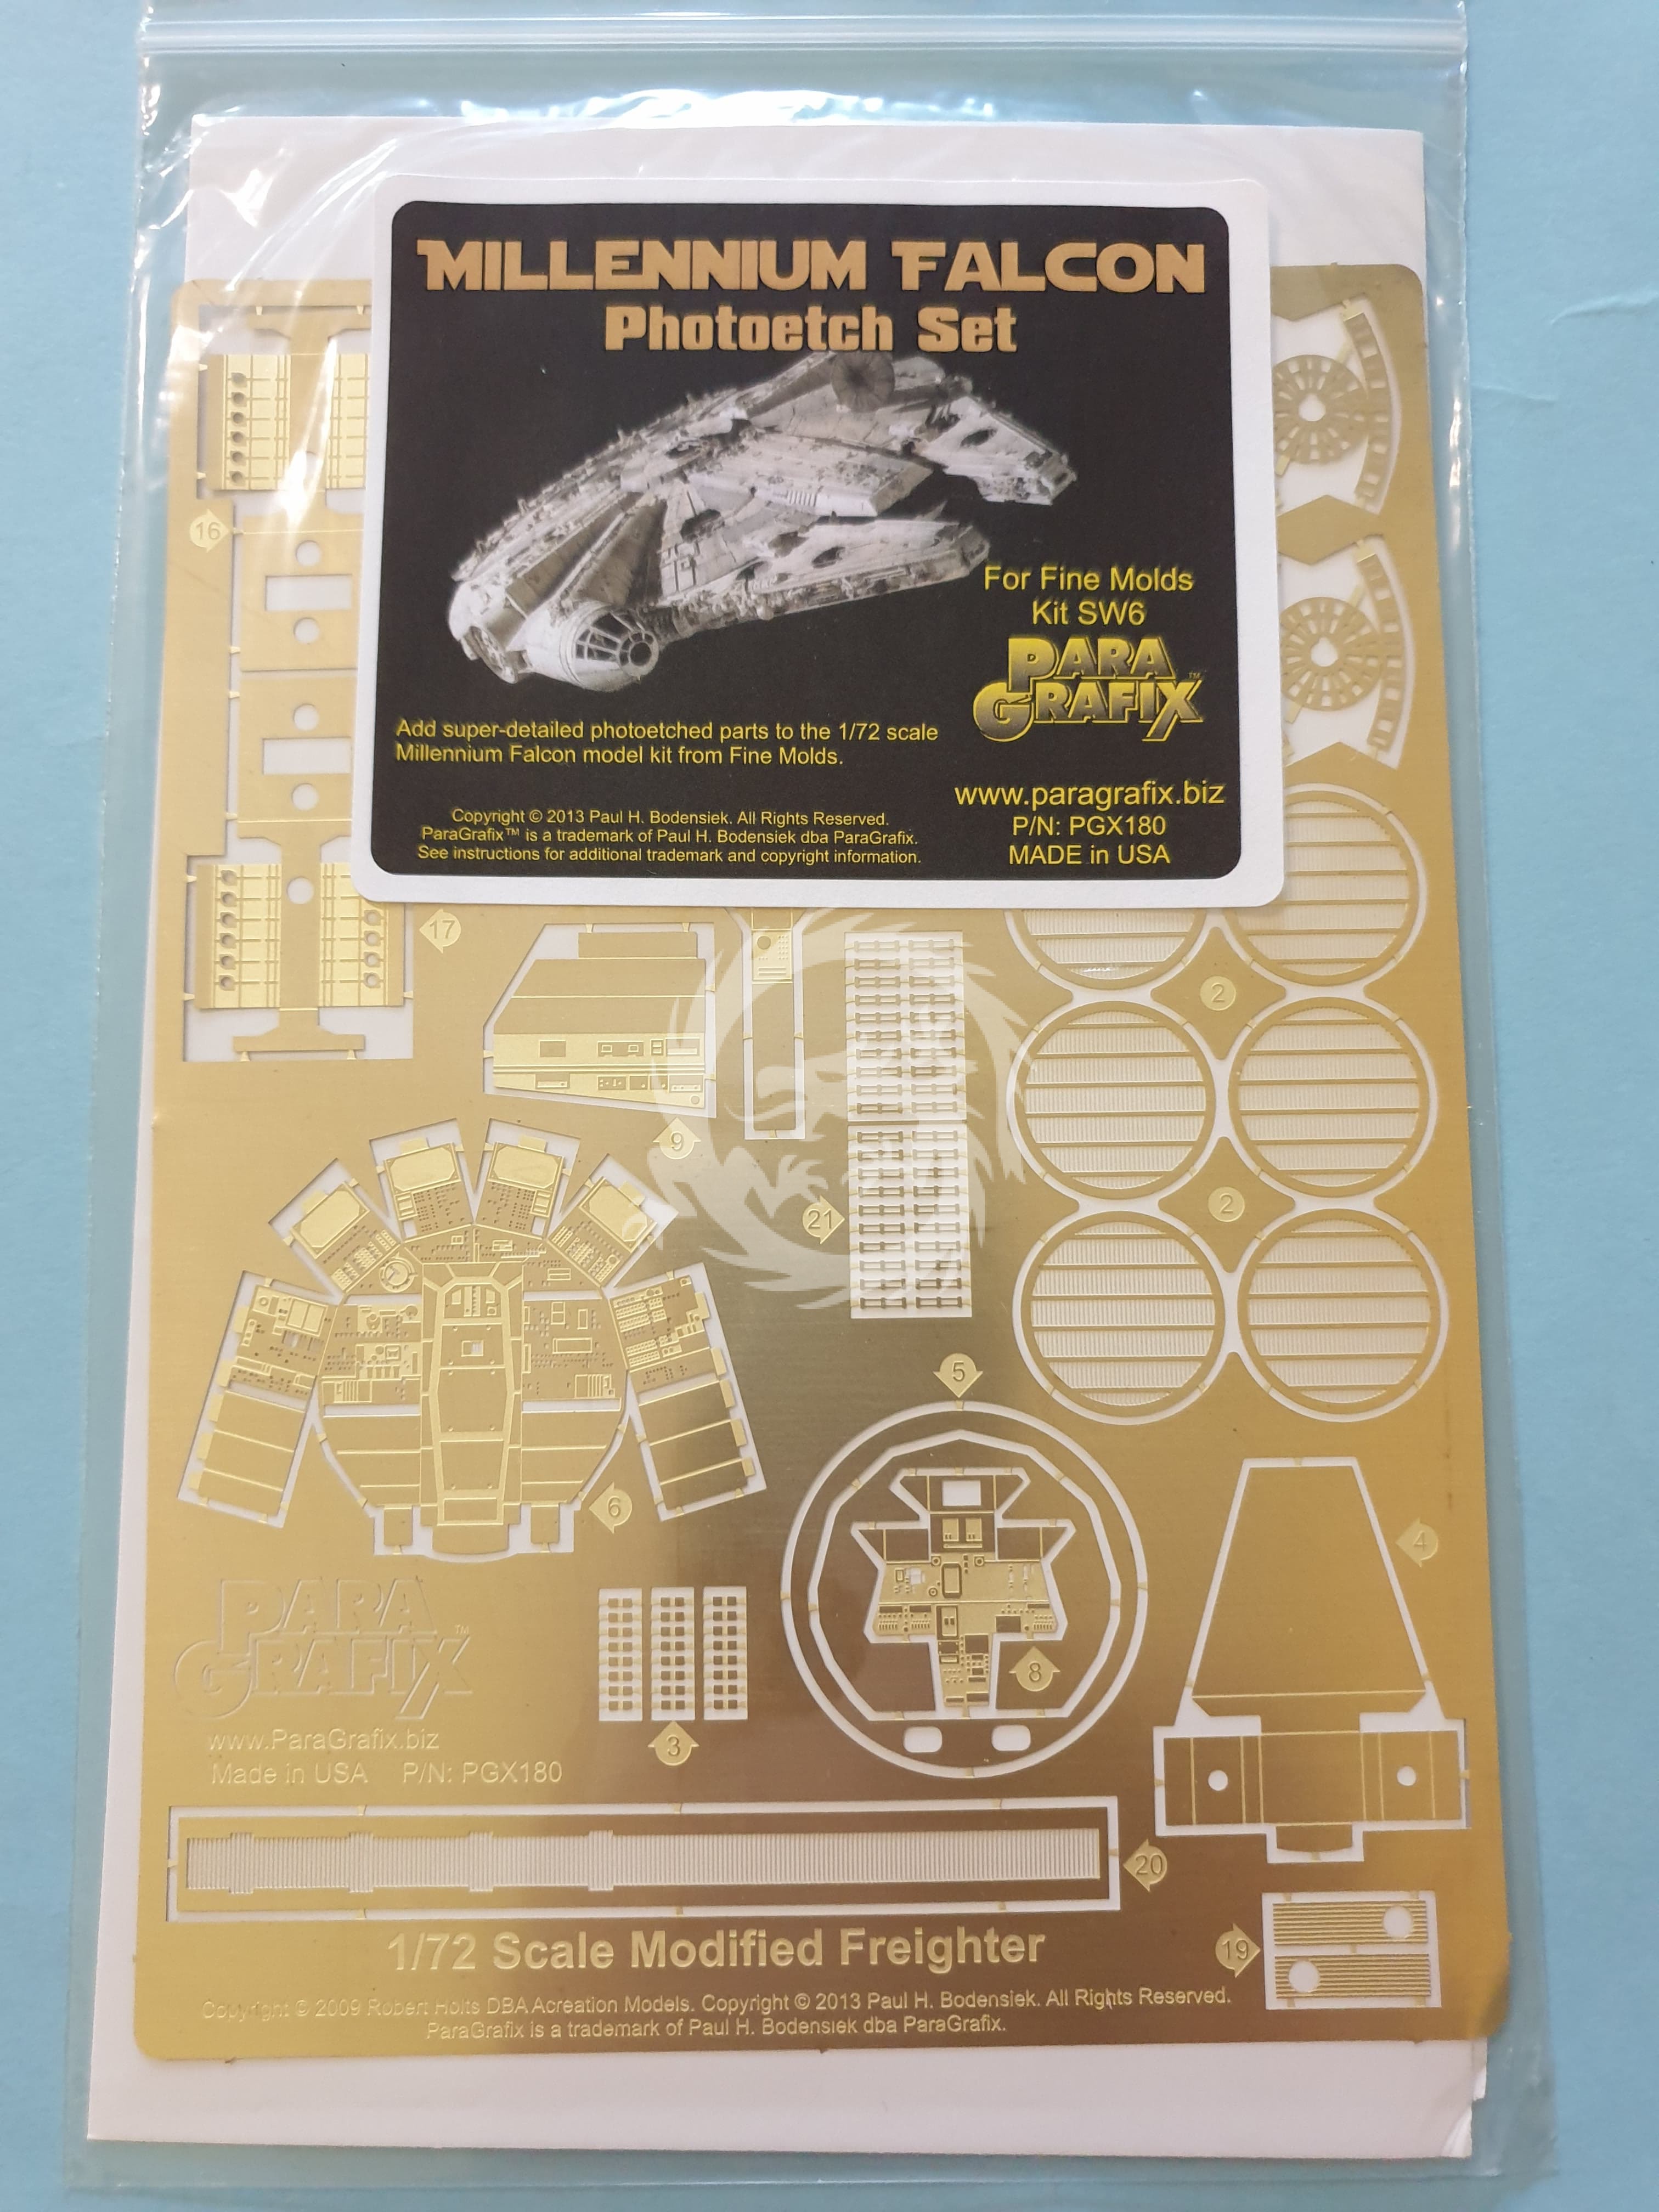 MILLENNIUM FALCON
Photoetch Set
For Fine Molds
Kit SW6
PARA
GRAFIX™
Add super-detailed photoetched parts to the 1/72 scale
Millennium Falcon model kit from Fine Molds.
www.paragrafix.biz
P/N: PGX180
MADE in USA
Copyright © 2013 Paul H. Bodensiek. All Rights Reserved.
ParaGrafix™ is a trademark of Paul H. Bodensiek dba ParaGrafix.
See instructions for additional trademark and copyright information.
16
17
2
9
21
2
5
6
4
8
3
PARA
GRAFIX™
www.ParaGrafix.biz
Made in USA P/N: PGX180
20
19
1/72 Scale Modified Freighter
Copyright © 2009 Robert Holts DBA Acreation Models. Copyright © 2013 Paul H. Bodensiek. All Rights Reserved.
ParaGrafix is a trademark of Paul H. Bodensiek dba ParaGrafix.